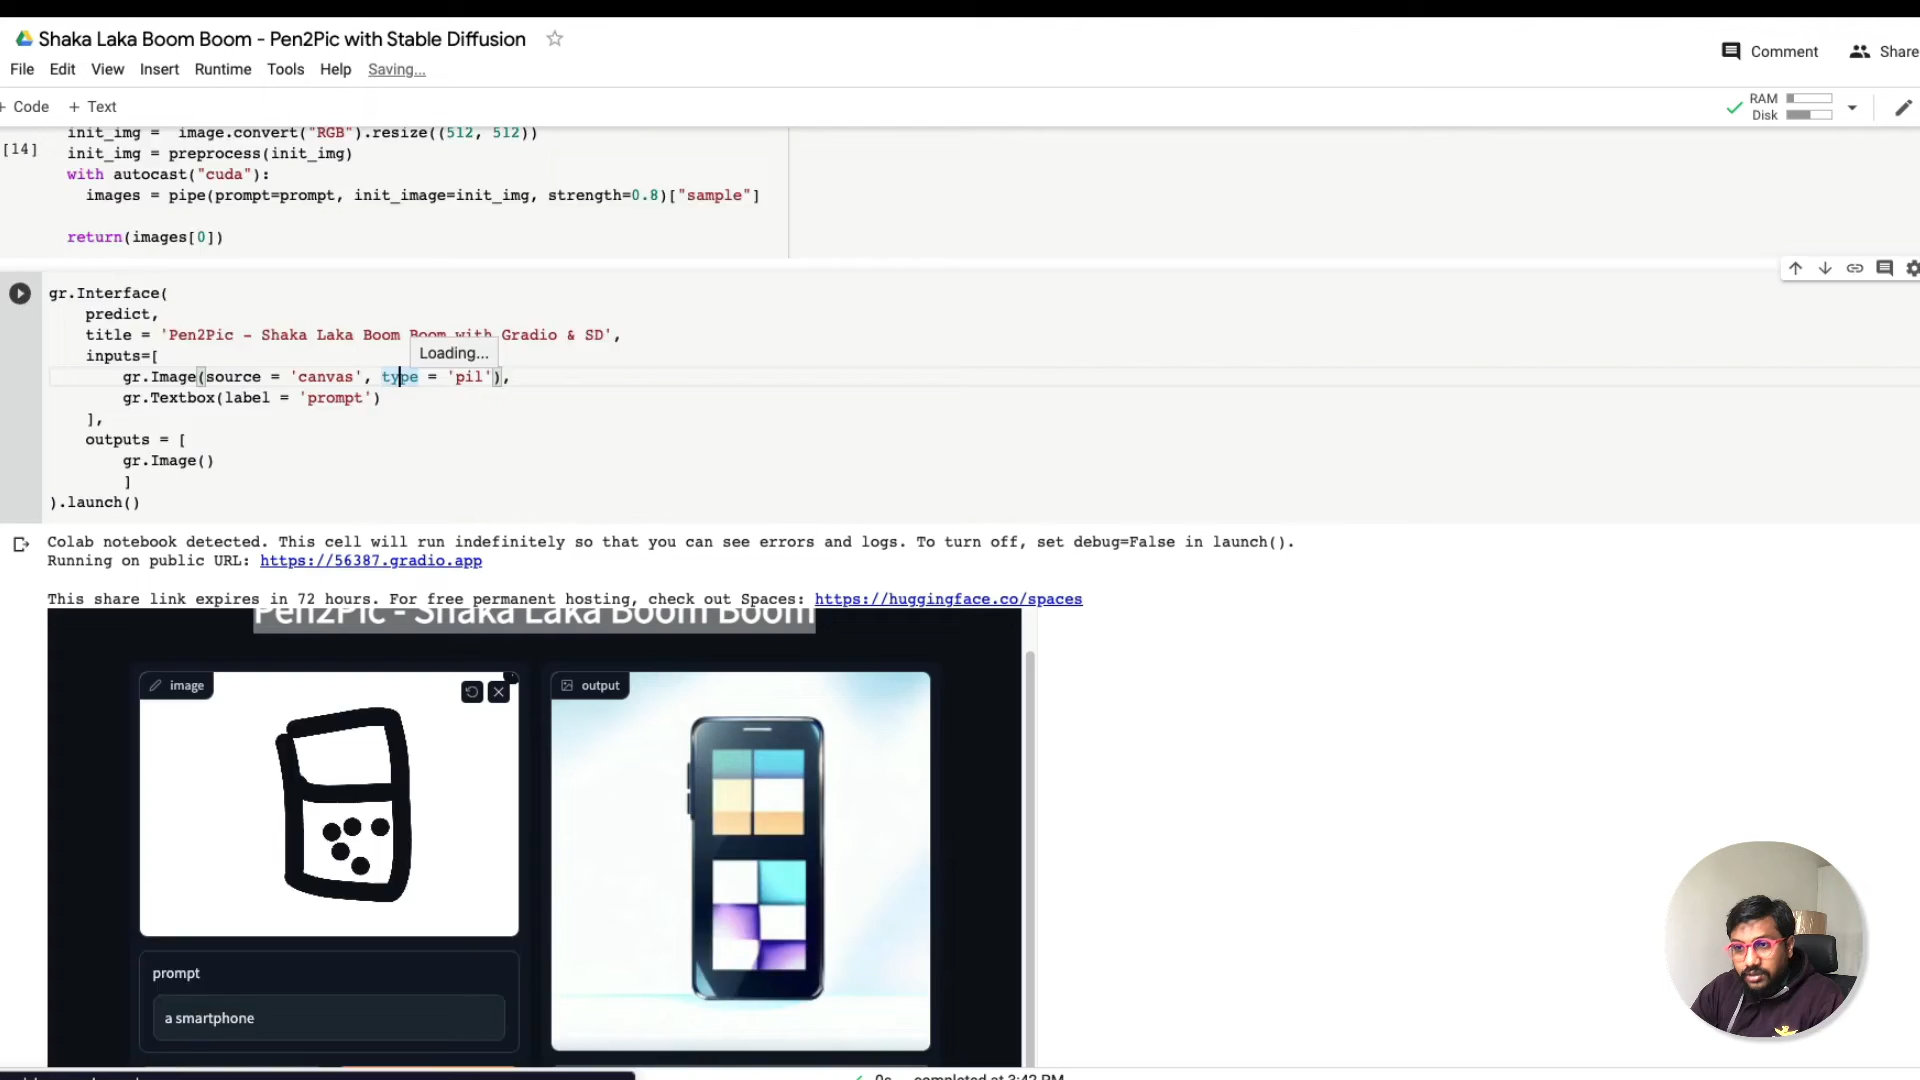 Shaka Laka Boom Boom - Pen2Pic with Stable Diffusion
Comment
Share
File Edit View Insert Runtime Tools Help Saving...
+ Code + Text
RAM
Disk
init_img =  image.convert("RGB").resize((512, 512))
[14]
init_img = preprocess(init_img)
with autocast("cuda"):
images = pipe(prompt=prompt, init_image=init_img, strength=0.8)["sample"]
return(images[0])
gr.Interface(
predict,
title = 'Pen2Pic - Shaka Laka Boom Boom with Gradio & SD',
inputs=[
Loading...
gr.Image(source = 'canvas', type = 'pil'),
gr.Textbox(label = 'prompt')
],
outputs = [
gr.Image()
]
).launch()
Colab notebook detected. This cell will run indefinitely so that you can see errors and logs. To turn off, set debug=False in launch().
Running on public URL: https://56387.gradio.app
This share link expires in 72 hours. For free permanent hosting, check out Spaces: https://huggingface.co/spaces
Pen2Pic - Shaka Laka Boom Boom
image
output
prompt
a smartphone
0s completed at 3:42 PM